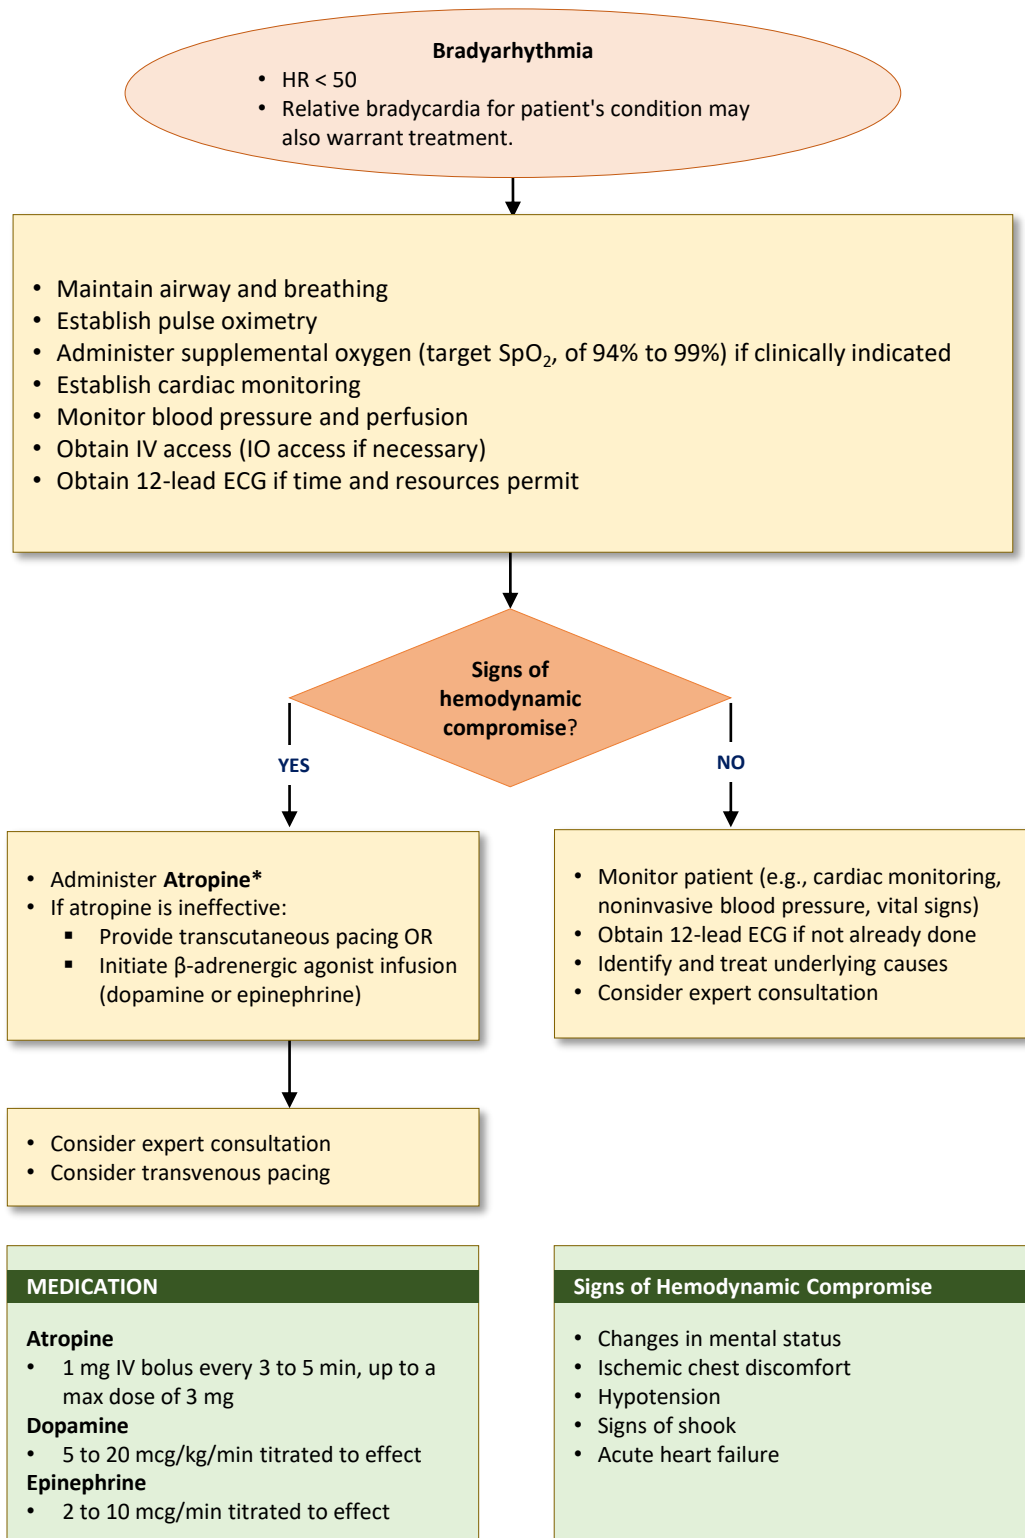 Bradyarhythmia
• HR < 50
• Relative bradycardia for patient's condition may
also warrant treatment.
• Maintain airway and breathing
• Establish pulse oximetry
• Administer supplemental oxygen (target SpO₂, of 94% to 99%) if clinically indicated
• Establish cardiac monitoring
• Monitor blood pressure and perfusion
• Obtain IV access (IO access if necessary)
• Obtain 12-lead ECG if time and resources permit
Signs of
hemodynamic
compromise?
YES
NO
• Administer Atropine*
• If atropine is ineffective:
▪ Provide transcutaneous pacing OR
▪ Initiate β-adrenergic agonist infusion
(dopamine or epinephrine)
• Monitor patient (e.g., cardiac monitoring,
noninvasive blood pressure, vital signs)
• Obtain 12-lead ECG if not already done
• Identify and treat underlying causes
• Consider expert consultation
• Consider expert consultation
• Consider transvenous pacing
MEDICATION
Atropine
• 1 mg IV bolus every 3 to 5 min, up to a
max dose of 3 mg
Dopamine
• 5 to 20 mcg/kg/min titrated to effect
Epinephrine
• 2 to 10 mcg/min titrated to effect
Signs of Hemodynamic Compromise
• Changes in mental status
• Ischemic chest discomfort
• Hypotension
• Signs of shook
• Acute heart failure